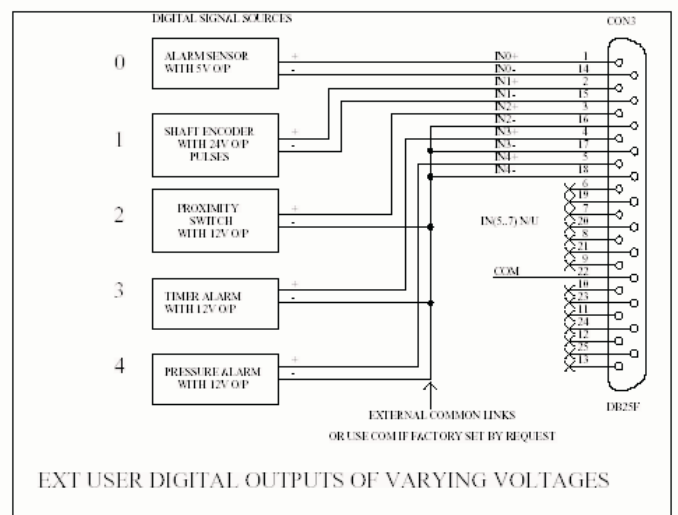 DIGITAL SIGNAL SOURCES
CON3
0
ALARM SENSOR
WITH 5V O/P
+
-
1
SHAFT ENCODER
WITH 24V O/P
PULSES
+
-
2
PROXIMITY
SWITCH
WITH 12V O/P
+
-
3
TIMER ALARM
WITH 12V O/P
+
-
4
PRESSURE ALARM
WITH 12V O/P
+
-
IN0+ 1
IN0- 14
IN1+ 2
IN1- 15
IN2+ 3
IN2- 16
IN3+ 4
IN3- 17
IN4+ 5
IN4- 18
6
19
7
IN(5..7) N/U 20
8
21
9
COM 22
10
23
11
24
12
25
13
DB25F
EXTERNAL COMMON LINKS
OR USE COM IF FACTORY SET BY REQUEST
EXT USER DIGITAL OUTPUTS OF VARYING VOLTAGES